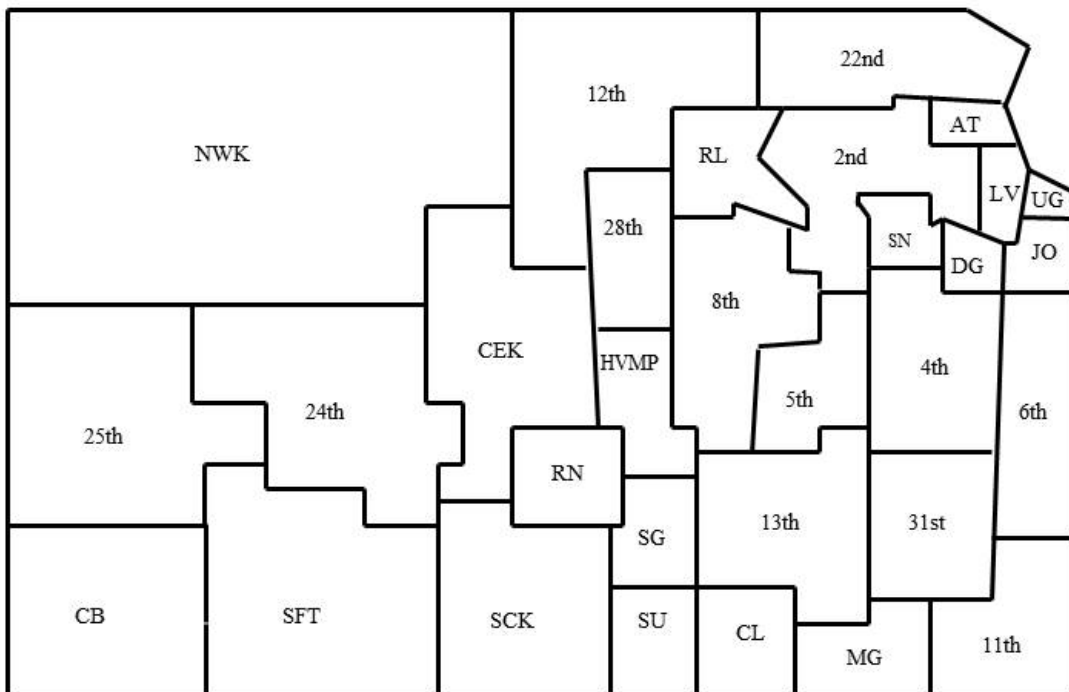 22nd
12th
AT
NWK
RL
2nd
LV
UG
28th
SN
DG
JO
8th
CEK
HVMP
4th
5th
24th
6th
25th
RN
13th
31st
SG
CB
SFT
SCK
SU
CL
11th
MG